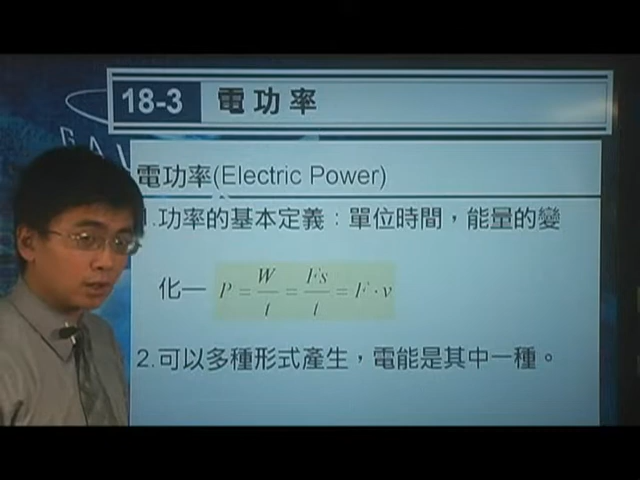 18-3 電功率
GAL
電功率(Electric Power)
1.功率的基本定義：單位時間，能量的變
化— P = W/t = Fs/t = F · v
2.可以多種形式產生，電能是其中一種。